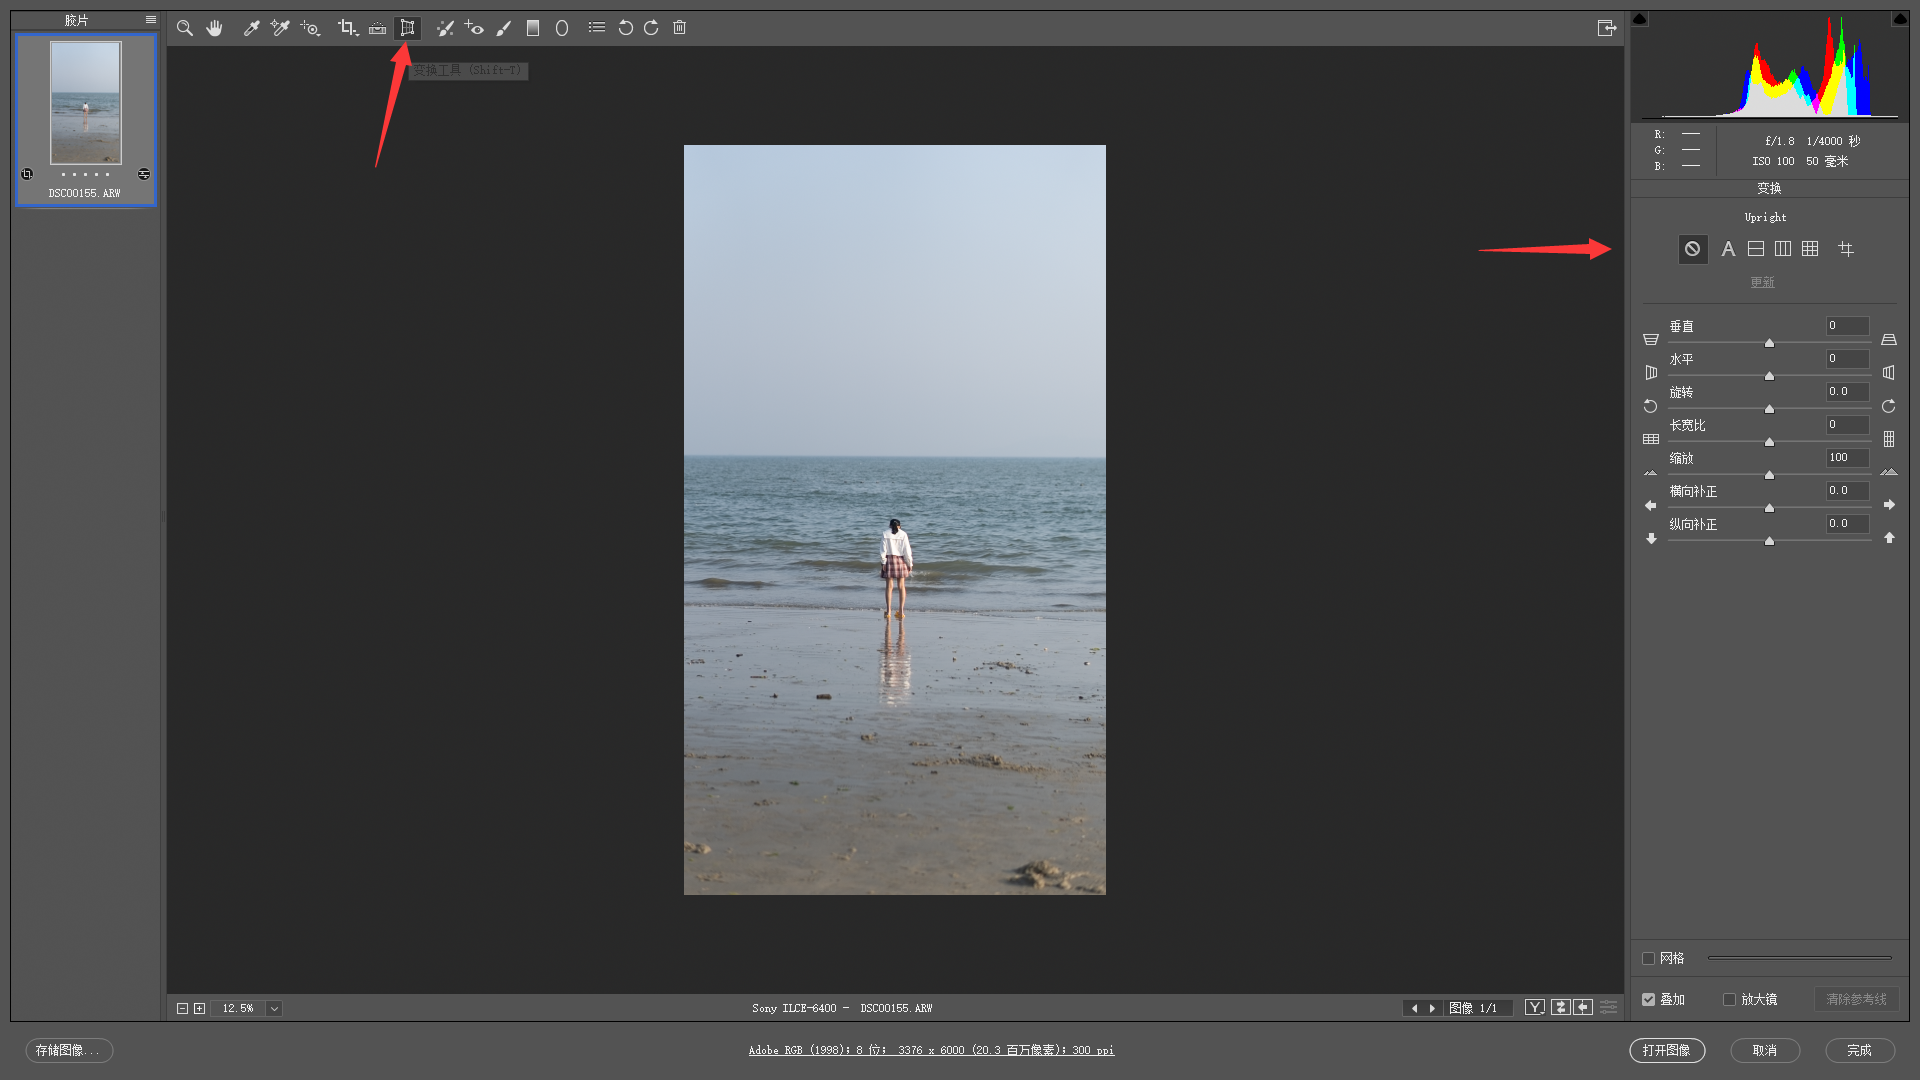 胶片
DSC00155.ARW
变换工具 (Shift-T)
R:
G:
B:
f/1.8 1/4000 秒
ISO 100 50 毫米
变换
Upright
A
更新
垂直 0
水平 0
旋转 0.0
长宽比 0
缩放 100
横向补正 0.0
纵向补正 0.0
网格
叠加 放大镜 清除参考线
12.5%
Sony ILCE-6400 - DSC00155.ARW
图像 1/1
Y
存储图像...
Adobe RGB (1998); 8 位; 3376 x 6000 (20.3 百万像素); 300 ppi
打开图像 取消 完成